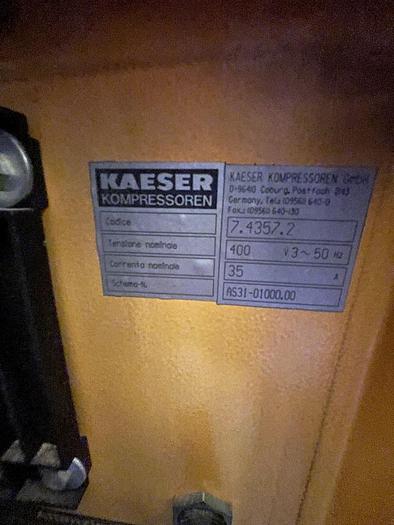 KAESER
KOMPRESSOREN
KAESER KOMPRESSOREN GmbH
D-96410 Coburg, Postfach 2143
Germany, Tel.: (09561) 640-0
Fax.: (09561) 640-130
Codice
7.4357.2
Tensione nominale
400 V 3~ 50 Hz
Corrente nominale
35 A
Schema-N.
AS31-01000.00